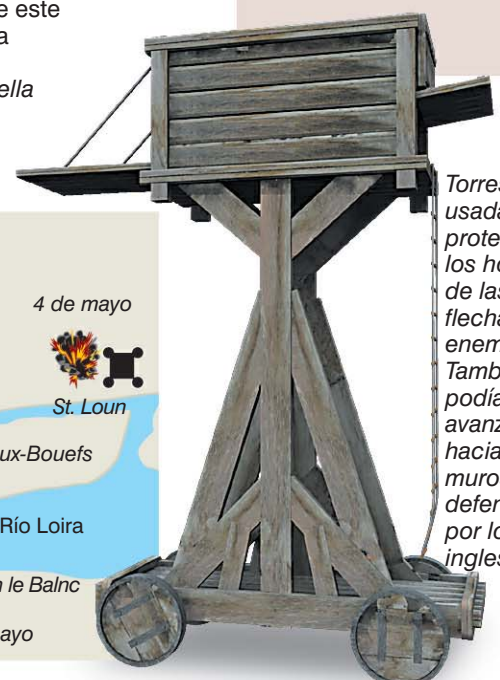 e este
a
ella
4 de mayo
St. Loun
ux-Bouefs
Río Loira
n le Balnc
ayo
Torres
usada
prote
los ho
de las
flecha
enem
Tamb
podía
avanz
hacia
muro
defen
por lo
ingles